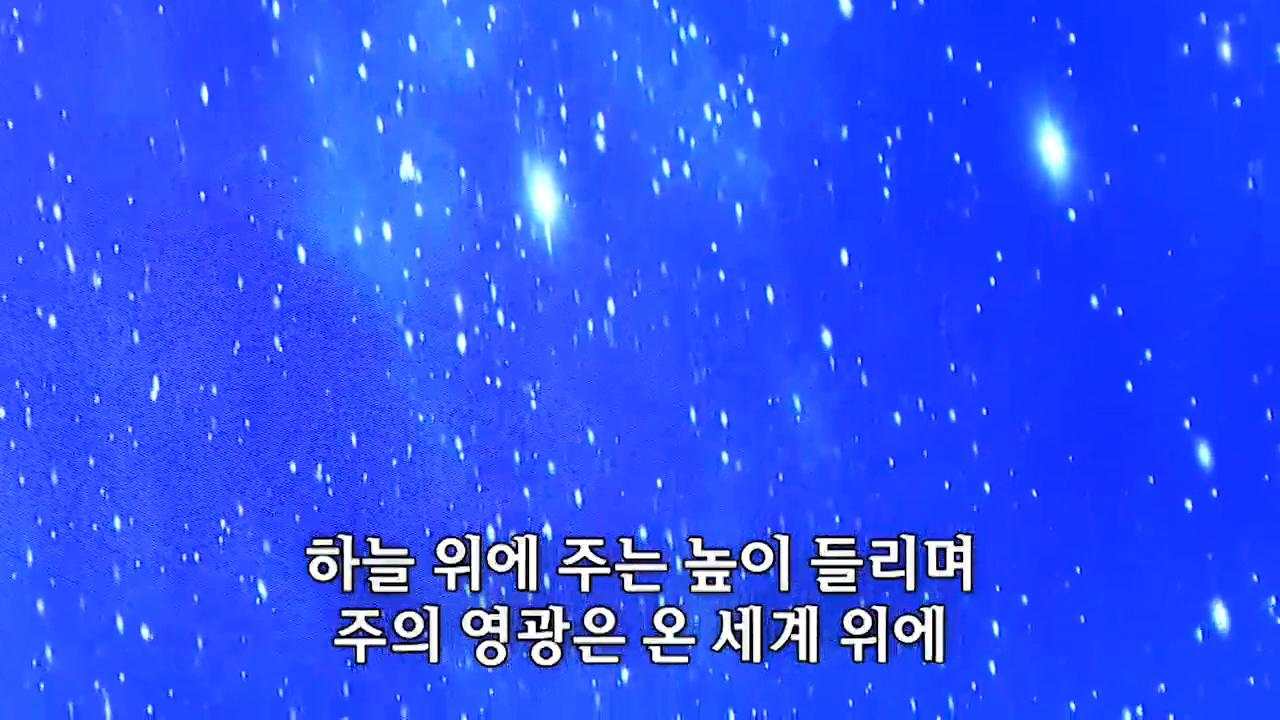 하늘 위에 주는 높이 들리며
주의 영광은 온 세계 위에